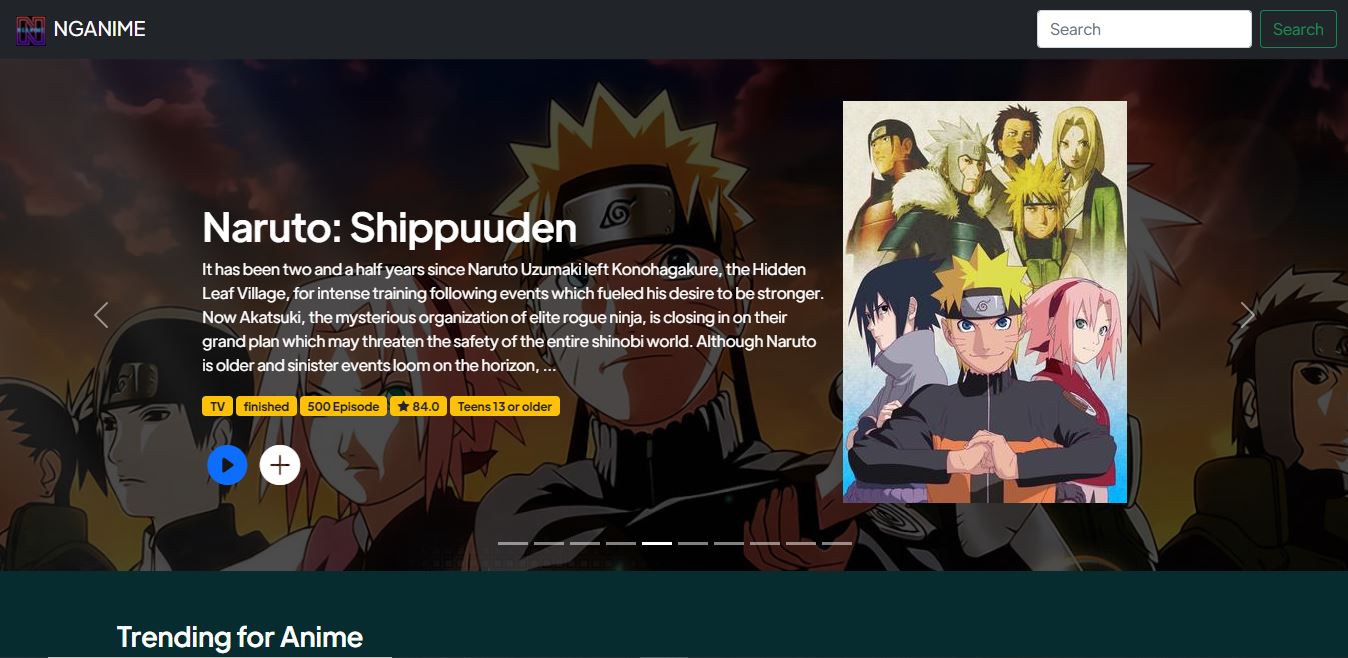 NGANIME
Search
Search
Naruto: Shippuuden
It has been two and a half years since Naruto Uzumaki left Konohagakure, the Hidden
Leaf Village, for intense training following events which fueled his desire to be stronger.
Now Akatsuki, the mysterious organization of elite rogue ninja, is closing in on their
grand plan which may threaten the safety of the entire shinobi world. Although Naruto
is older and sinister events loom on the horizon, ...
TV finished 500 Episode ★ 84.0 Teens 13 or older
Trending for Anime